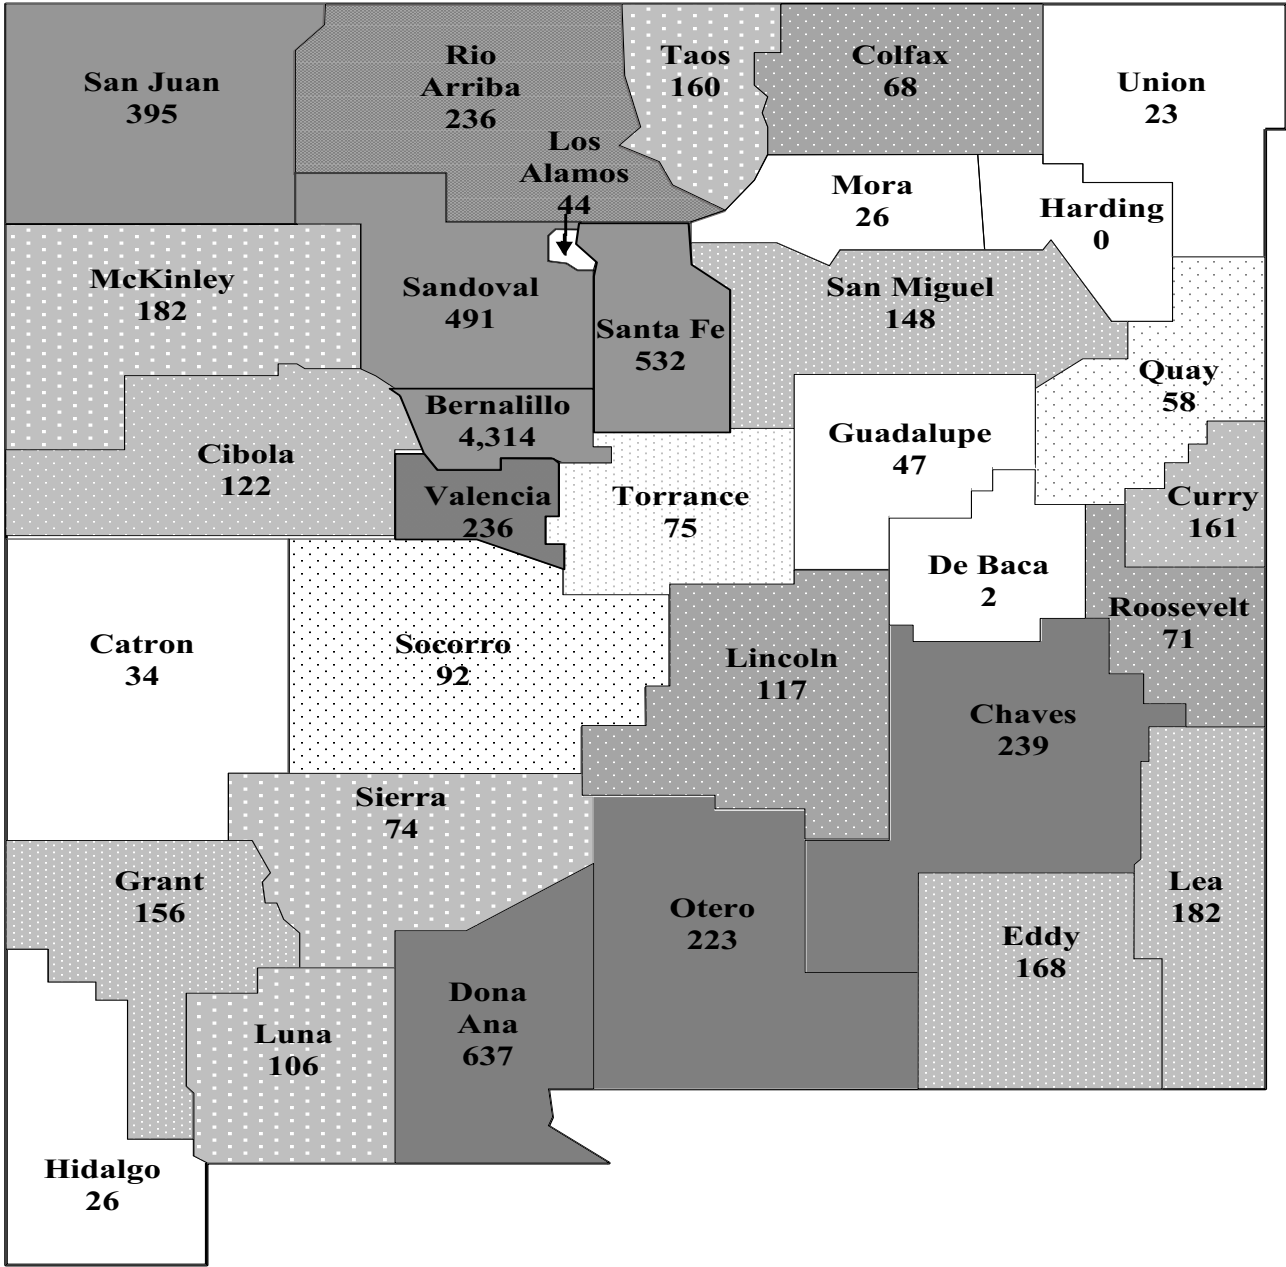 San Juan
395
Rio
Arriba
236
Taos
160
Colfax
68
Union
23
Los
Alamos
44
Mora
26
Harding
0
McKinley
182
Sandoval
491
Santa Fe
532
San Miguel
148
Quay
58
Bernalillo
4,314
Guadalupe
47
Cibola
122
Valencia
236
Torrance
75
Curry
161
De Baca
2
Roosevelt
71
Catron
34
Socorro
92
Lincoln
117
Chaves
239
Sierra
74
Grant
156
Otero
223
Lea
182
Eddy
168
Dona
Ana
637
Luna
106
Hidalgo
26